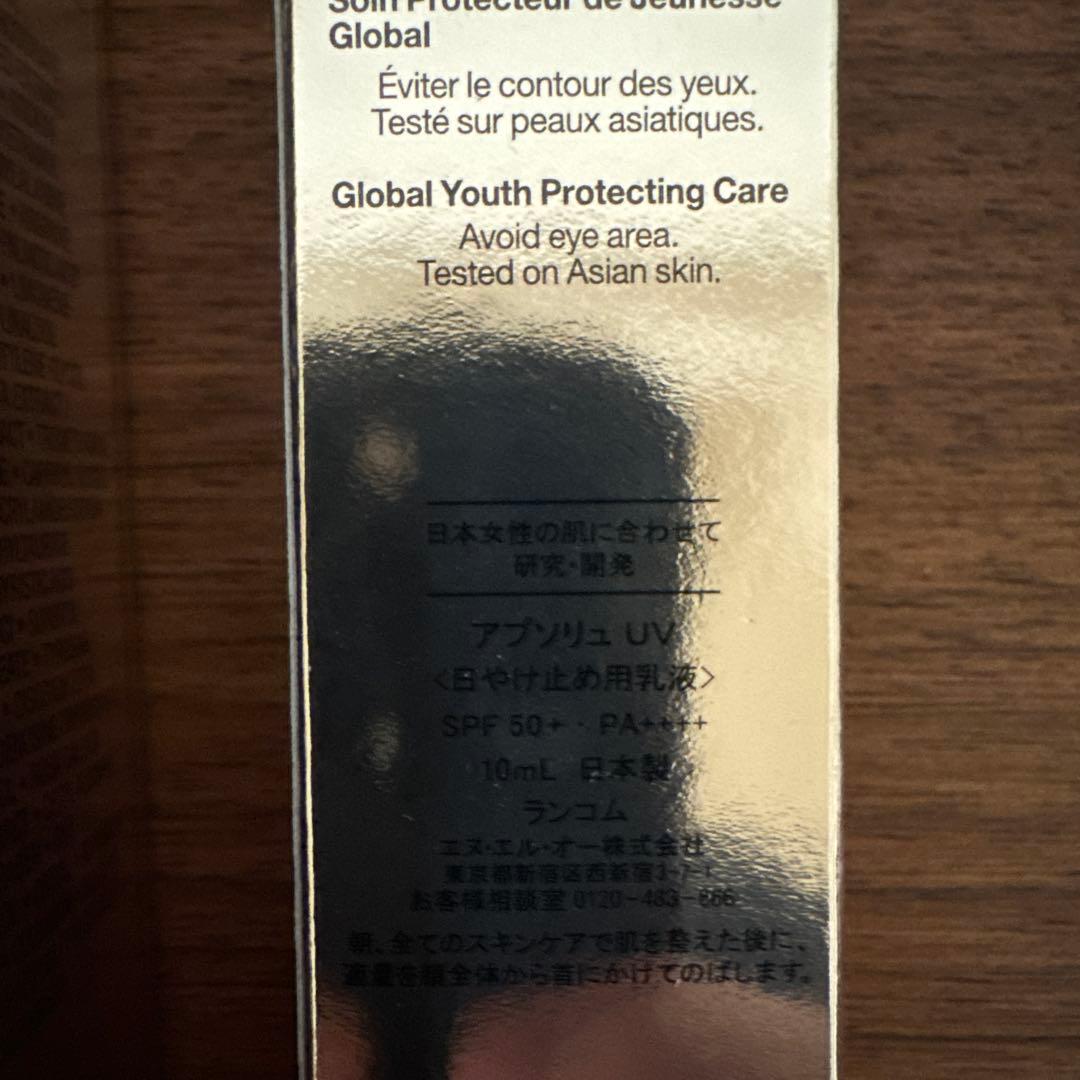 Soin Protecteur de Jeunesse
Global
Éviter le contour des yeux.
Testé sur peaux asiatiques.
Global Youth Protecting Care
Avoid eye area.
Tested on Asian skin.
日本女性の肌に合わせて
研究・開発
アプソリュ UV
<日やけ止め用乳液>
SPF 50+・PA++++
10mL 日本製
ランコム
エヌ・エル・オー株式会社
東京都新宿区西新宿3-7-1
お客様相談室 0120-483-666
朝、全てのスキンケアで肌を整えた後に、
適量を顔全体から首にかけてのばします。